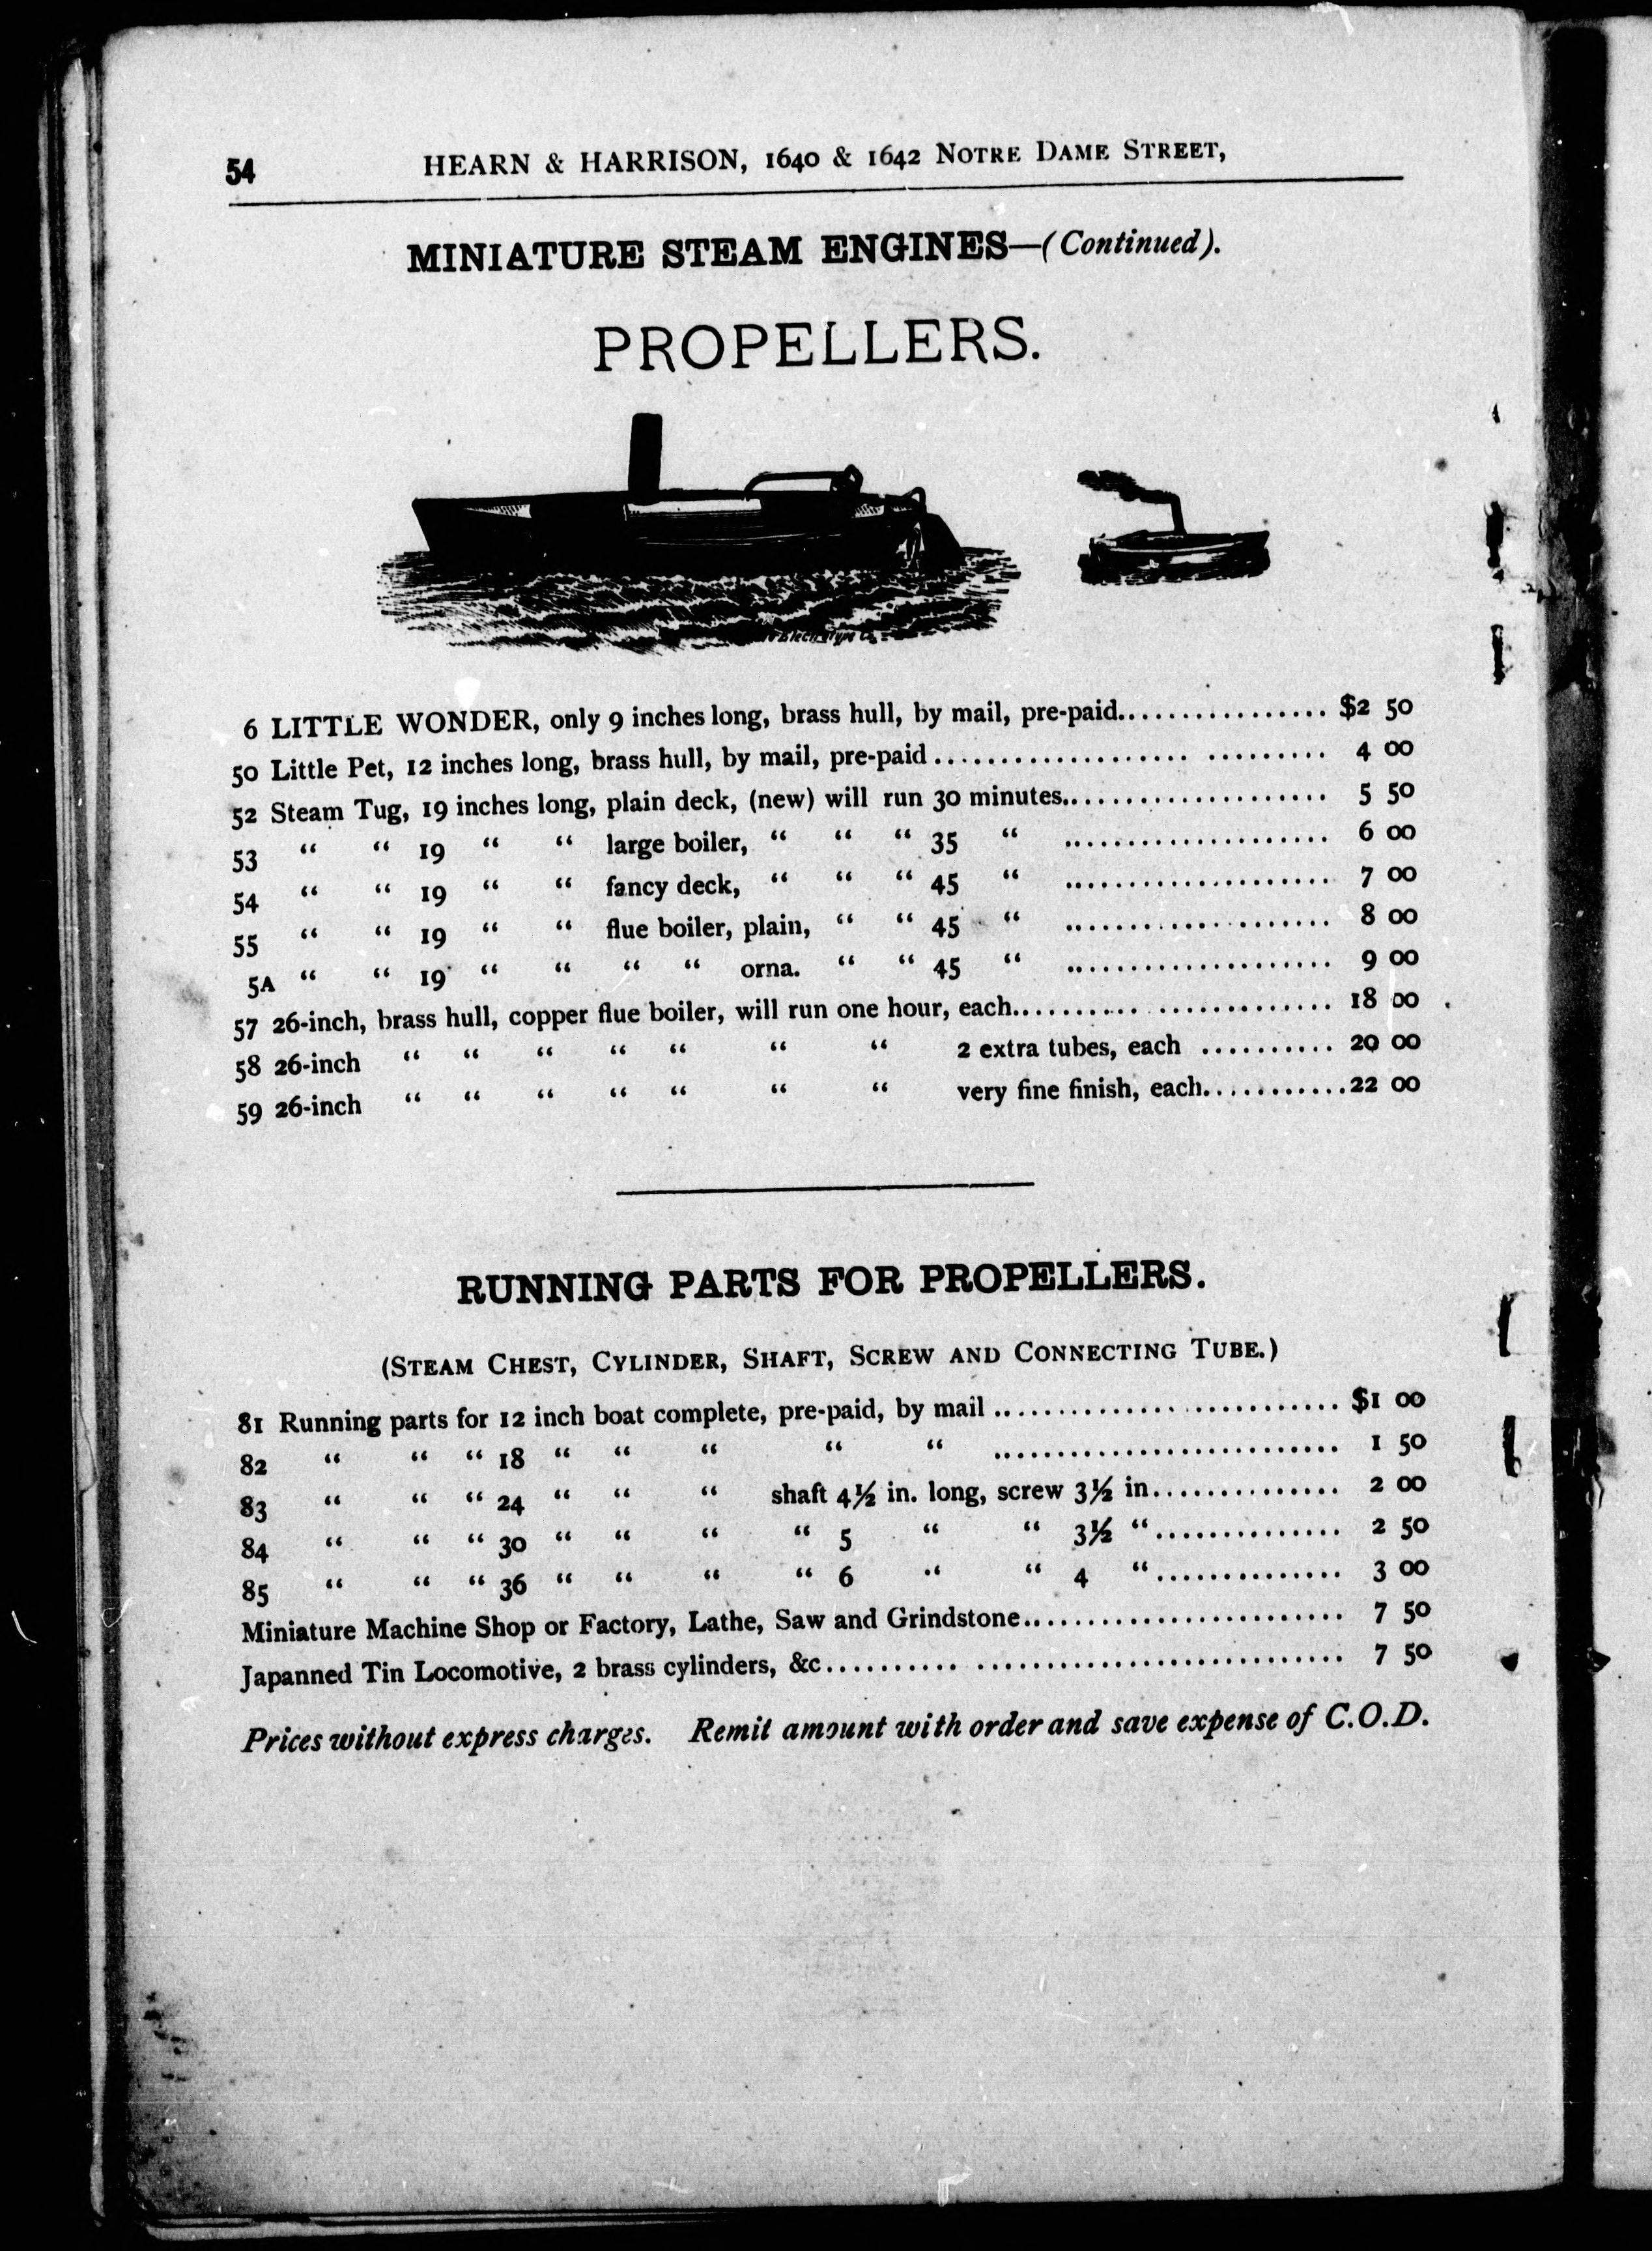 54 HEARN & HARRISON, 1640 & 1642 NOTRE DAME STREET,
MINIATURE STEAM ENGINES—(Continued).
PROPELLERS.
6 LITTLE WONDER, only 9 inches long, brass hull, by mail, pre-paid................. $2 50
50 Little Pet, 12 inches long, brass hull, by mail, pre-paid .................... ......... 4 00
52 Steam Tug, 19 inches long, plain deck, (new) will run 30 minutes...................... 5 50
53 “ “ 19 “ “ large boiler, “ “ “ 35 “ ...................... 6 00
54 “ “ 19 “ “ fancy deck, “ “ “ 45 “ ...................... 7 00
55 “ “ 19 “ “ flue boiler, plain, “ “ 45 “ ...................... 8 00
5A “ “ 19 “ “ “ “ orna. “ “ 45 “ ...................... 9 00
57 26-inch, brass hull, copper flue boiler, will run one hour, each.......................... 18 00
58 26-inch “ “ “ “ “ “ “ 2 extra tubes, each ........... 20 00
59 26-inch “ “ “ “ “ “ “ very fine finish, each............22 00
RUNNING PARTS FOR PROPELLERS.
(STEAM CHEST, CYLINDER, SHAFT, SCREW AND CONNECTING TUBE.)
81 Running parts for 12 inch boat complete, pre-paid, by mail ............................ $1 00
82 “ “ “ 18 “ “ “ “ “ ............................ 1 50
83 “ “ “ 24 “ “ “ shaft 4½ in. long, screw 3½ in............... 2 00
84 “ “ “ 30 “ “ “ “ 5 “ “ 3½ “............... 2 50
85 “ “ “ 36 “ “ “ “ 6 “ “ 4 “............... 3 00
Miniature Machine Shop or Factory, Lathe, Saw and Grindstone.......................... 7 50
Japanned Tin Locomotive, 2 brass cylinders, &c........... .............................. 7 50
Prices without express charges. Remit amount with order and save expense of C.O.D.